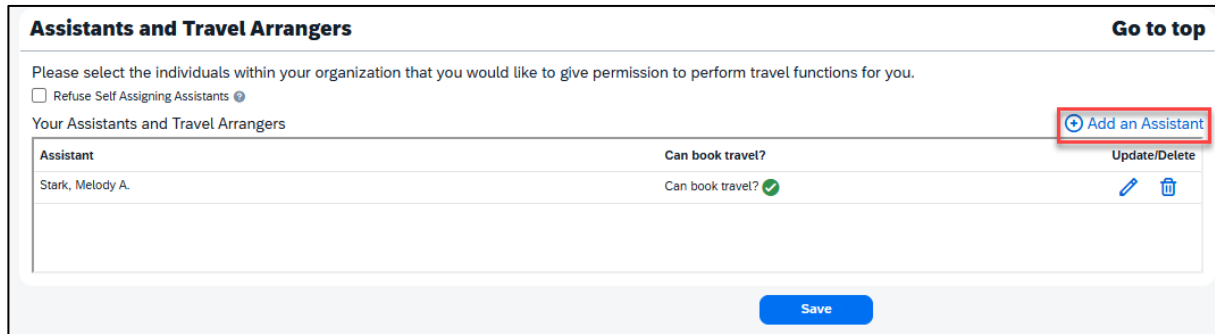 Assistants and Travel Arrangers Go to top
Please select the individuals within your organization that you would like to give permission to perform travel functions for you.
Refuse Self Assigning Assistants ?
Your Assistants and Travel Arrangers Add an Assistant
Assistant Can book travel? Update/Delete
Stark, Melody A. Can book travel?
Save